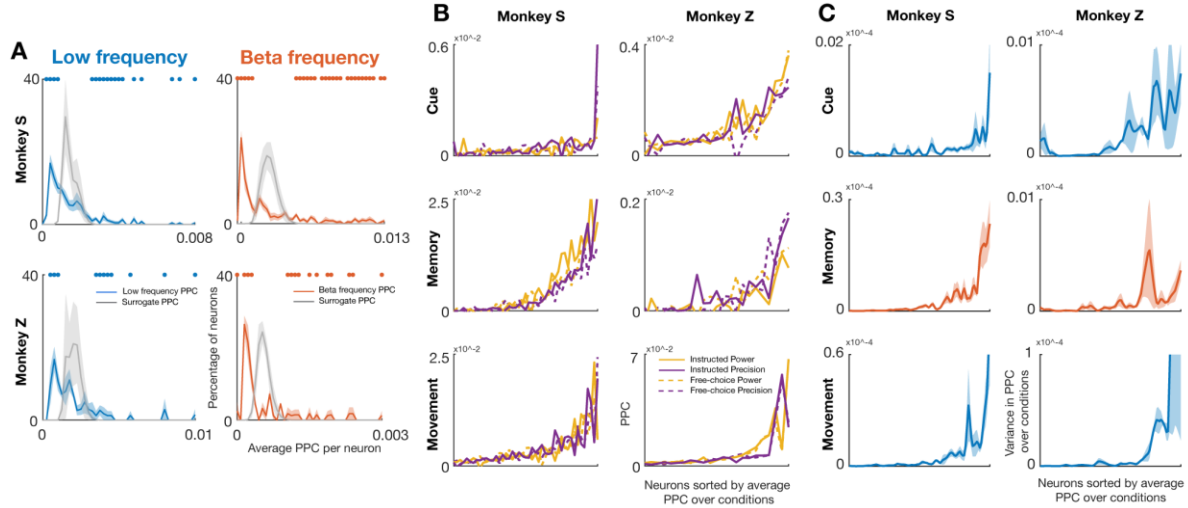 A
Low frequency
Beta frequency
Monkey S
40
0
0
0.008
40
0
0
0.013
Monkey Z
40
0
0
0.01
Low frequency PPC
Surrogate PPC
Percentage of neurons
40
0
0
0.003
Beta frequency PPC
Surrogate PPC
Average PPC per neuron
B
Monkey S
Monkey Z
Cue
x10^-2
0.6
0
x10^-2
0.4
0
Memory
x10^-2
2.5
0
x10^-2
0.2
0
Movement
x10^-2
2.5
0
x10^-2
7
PPC
0
Instructed Power
Instructed Precision
Free-choice Power
Free-choice Precision
Neurons sorted by average
PPC over conditions
C
Monkey S
Monkey Z
Cue
x10^-4
0.02
0
x10^-4
0.01
0
Memory
x10^-4
0.3
0
x10^-4
0.01
0
Movement
x10^-4
0.6
0
x10^-4
1
Variance in PPC
over conditions
0
Neurons sorted by average
PPC over conditions